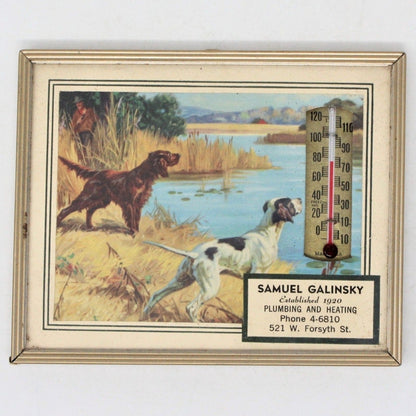 120 116
100 90
80 70
60 50
40 30
20 10
0 10
SAMUEL GALINSKY
Established 1920
PLUMBING AND HEATING
Phone 4-6810
521 W. Forsyth St.